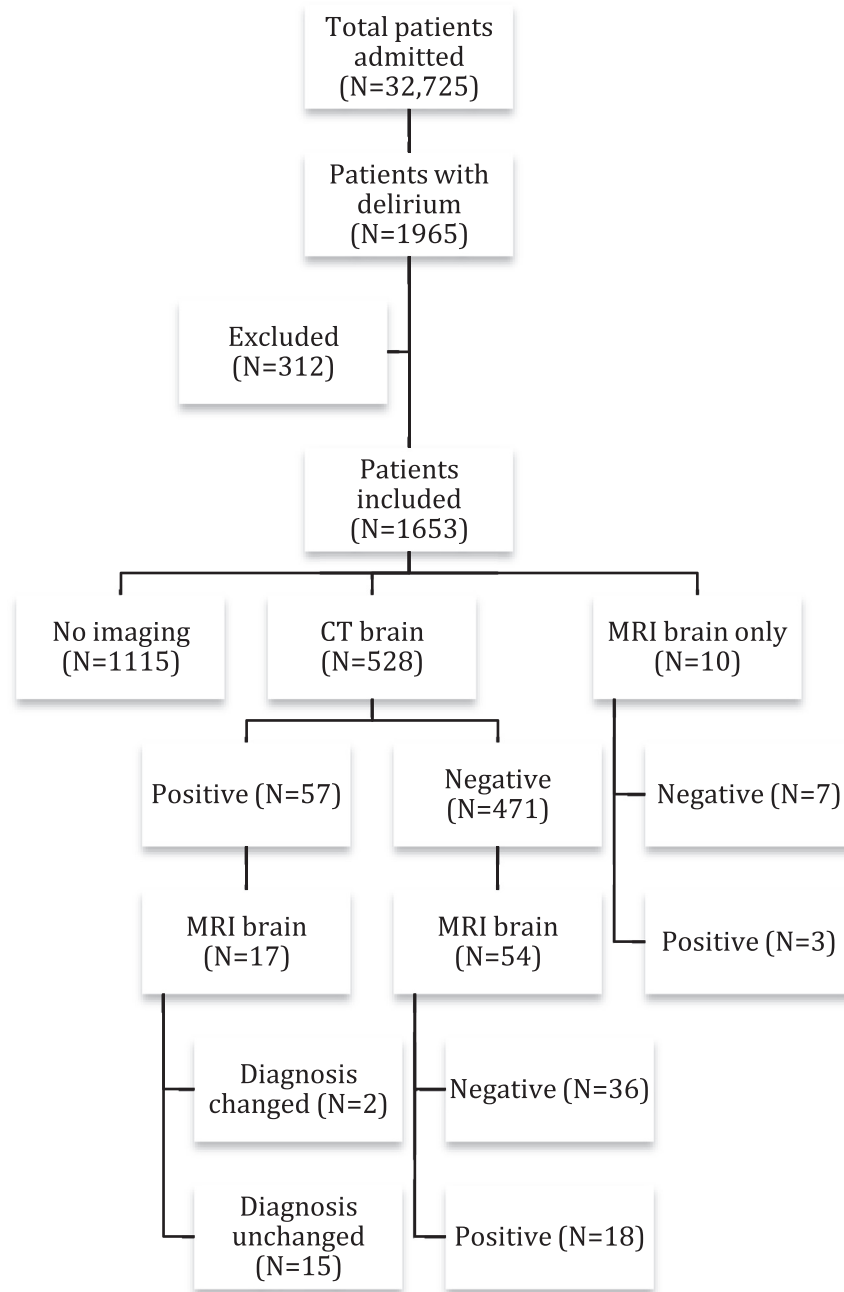 Total patients
admitted
(N=32,725)
Patients with
delirium
(N=1965)
Excluded
(N=312)
Patients
included
(N=1653)
No imaging
(N=1115)
CT brain
(N=528)
MRI brain only
(N=10)
Positive (N=57)
Negative
(N=471)
Negative (N=7)
MRI brain
(N=17)
MRI brain
(N=54)
Positive (N=3)
Diagnosis
changed (N=2)
Negative (N=36)
Diagnosis
unchanged
(N=15)
Positive (N=18)